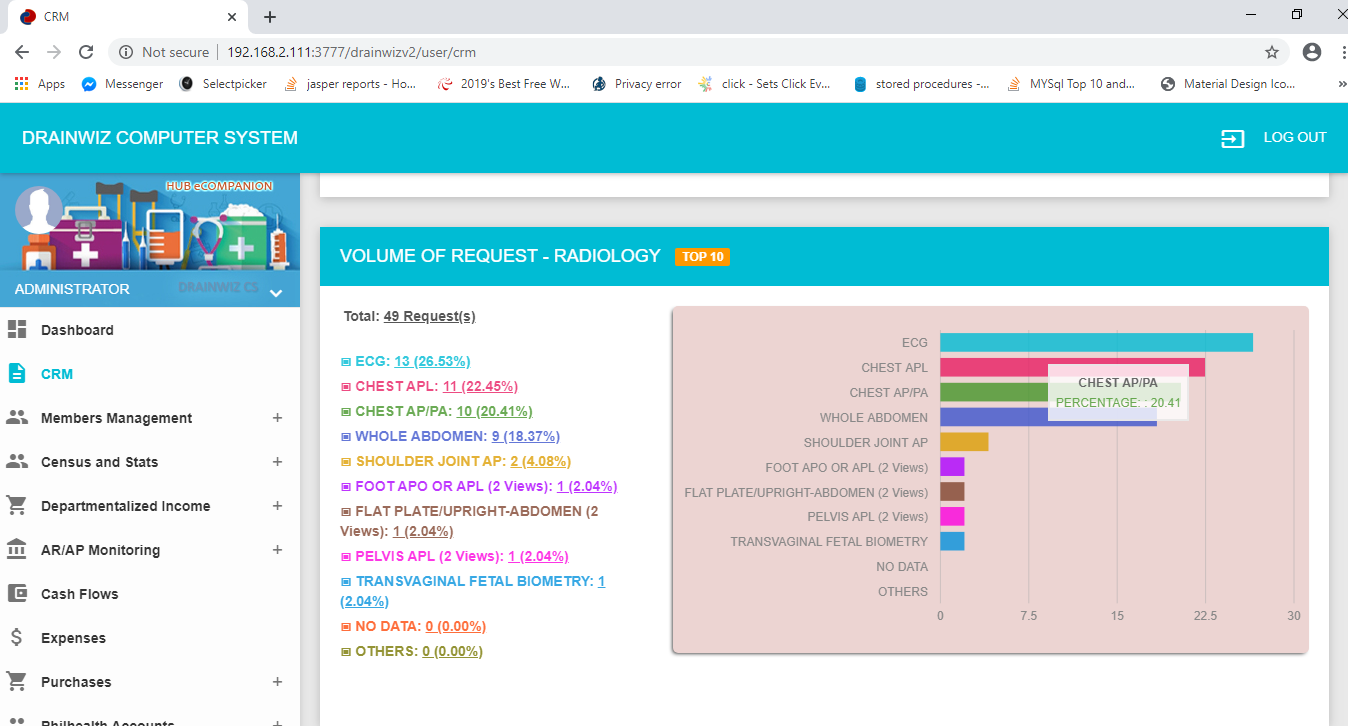 CRM
Not secure
192.168.2.111:3777/drainwizv2/user/crm
Apps
Messenger
Selectpicker
jasper reports - Ho...
2019's Best Free W...
Privacy error
click - Sets Click Ev...
stored procedures -...
MYSql Top 10 and...
Material Design Ico...
»
DRAINWIZ COMPUTER SYSTEM
LOG OUT
HUB eCOMPANION
ADMINISTRATOR
DRAINWIZ CS
Dashboard
CRM
Members Management +
Census and Stats +
Departmentalized Income +
AR/AP Monitoring +
Cash Flows
Expenses
Purchases +
Philhealth Accounts +
VOLUME OF REQUEST - RADIOLOGY TOP 10
Total: 49 Request(s)
ECG: 13 (26.53%)
CHEST APL: 11 (22.45%)
CHEST AP/PA: 10 (20.41%)
WHOLE ABDOMEN: 9 (18.37%)
SHOULDER JOINT AP: 2 (4.08%)
FOOT APO OR APL (2 Views): 1 (2.04%)
FLAT PLATE/UPRIGHT-ABDOMEN (2
Views): 1 (2.04%)
PELVIS APL (2 Views): 1 (2.04%)
TRANSVAGINAL FETAL BIOMETRY: 1
(2.04%)
NO DATA: 0 (0.00%)
OTHERS: 0 (0.00%)
ECG
CHEST APL
CHEST AP/PA
WHOLE ABDOMEN
SHOULDER JOINT AP
FOOT APO OR APL (2 Views)
FLAT PLATE/UPRIGHT-ABDOMEN (2 Views)
PELVIS APL (2 Views)
TRANSVAGINAL FETAL BIOMETRY
NO DATA
OTHERS
CHEST AP/PA
PERCENTAGE: : 20.41
0 7.5 15 22.5 30